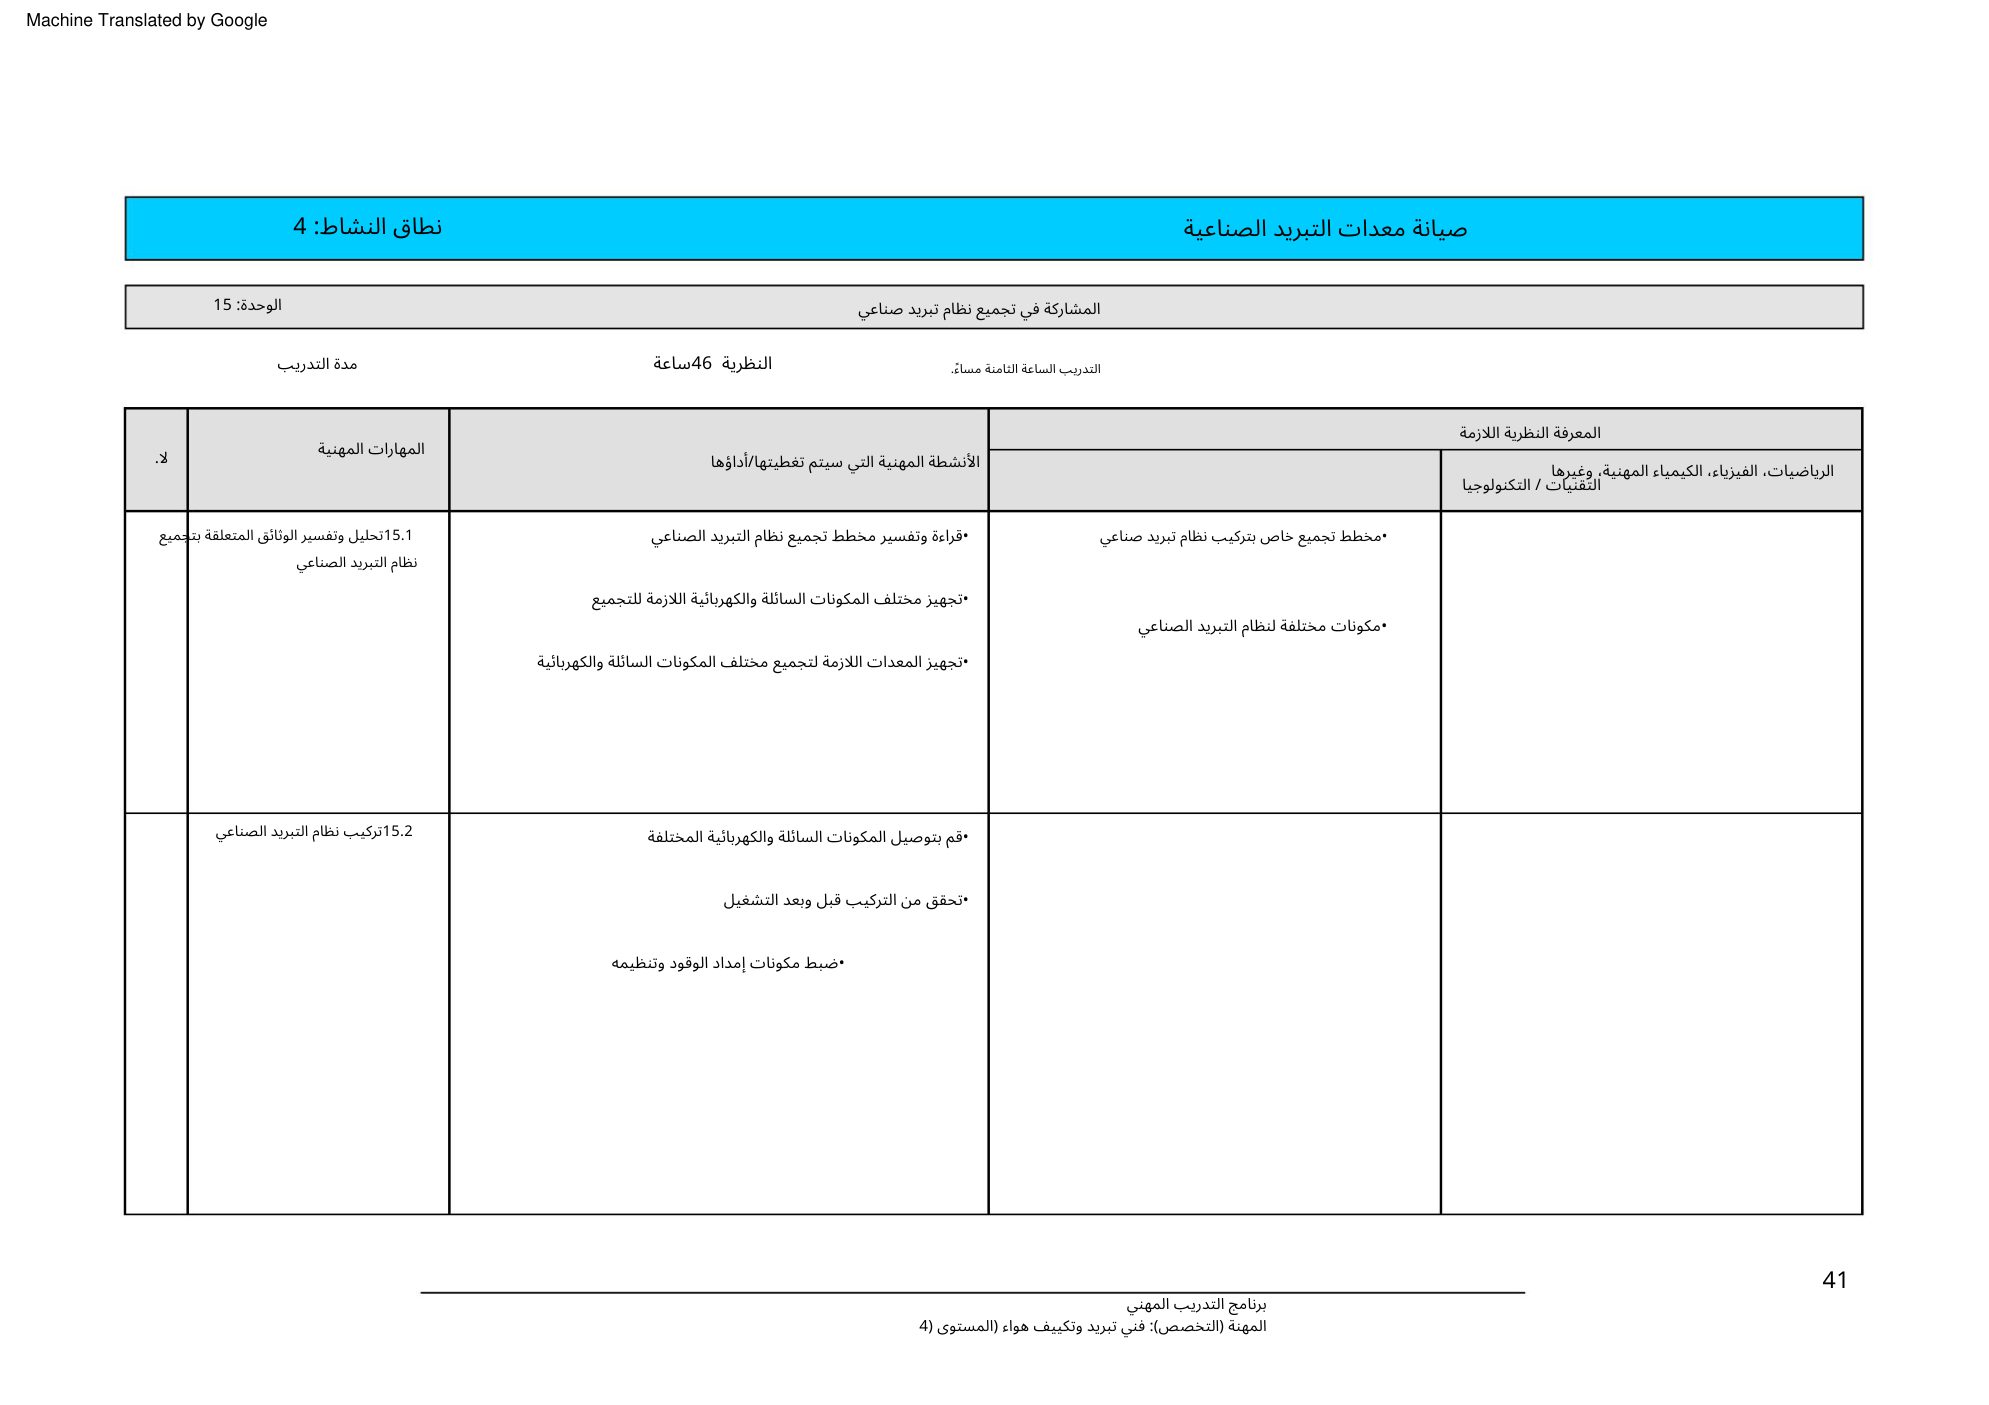 Machine Translated by Google
نطاق النشاط: 4
صيانة معدات التبريد الصناعية
الوحدة: 15
المشاركة في تجميع نظام تبريد صناعي
مدة التدريب
النظرية 46ساعة
التدريب الساعة الثامنة مساءً.
لا.
المهارات المهنية
الأنشطة المهنية التي سيتم تغطيتها/أداؤها
المعرفة النظرية اللازمة
الرياضيات، الفيزياء، الكيمياء المهنية، وغيرها
التقنيات / التكنولوجيا
15.1تحليل وتفسير الوثائق المتعلقة بتجميع
نظام التبريد الصناعي
•قراءة وتفسير مخطط تجميع نظام التبريد الصناعي
•تجهيز مختلف المكونات السائلة والكهربائية اللازمة للتجميع
•تجهيز المعدات اللازمة لتجميع مختلف المكونات السائلة والكهربائية
•مخطط تجميع خاص بتركيب نظام تبريد صناعي
•مكونات مختلفة لنظام التبريد الصناعي
15.2تركيب نظام التبريد الصناعي
•قم بتوصيل المكونات السائلة والكهربائية المختلفة
•تحقق من التركيب قبل وبعد التشغيل
•ضبط مكونات إمداد الوقود وتنظيمه
41
برنامج التدريب المهني
المهنة (التخصص): فني تبريد وتكييف هواء (المستوى 4)